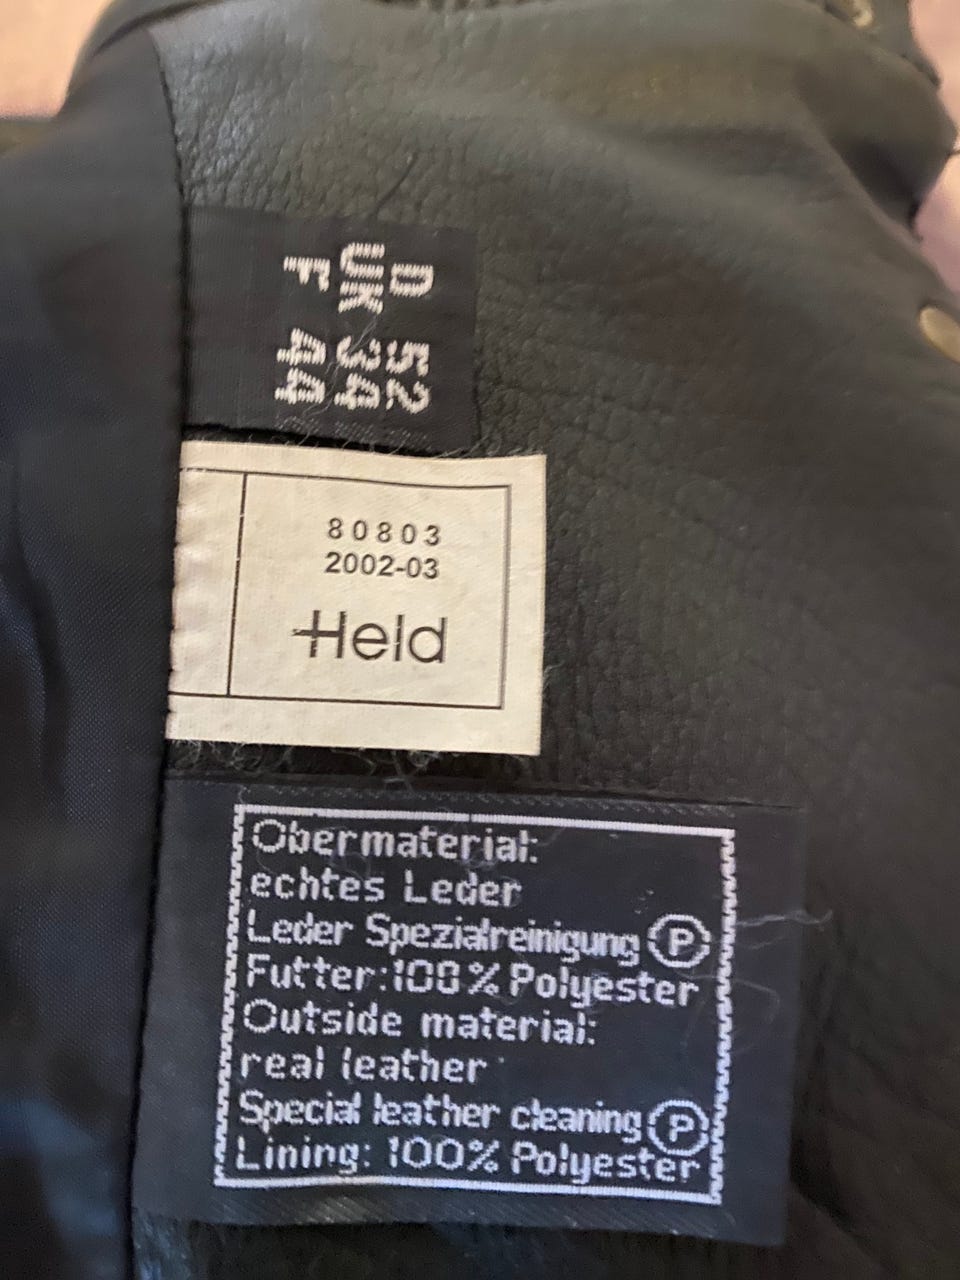 D 52
UK 34
F 44
80803
2002-03
Held
Obermaterial:
echtes Leder
Leder Spezialreinigung P
Futter:100% Polyester
Outside material:
real leather
Special leather cleaning P
Lining: 100% Polyester